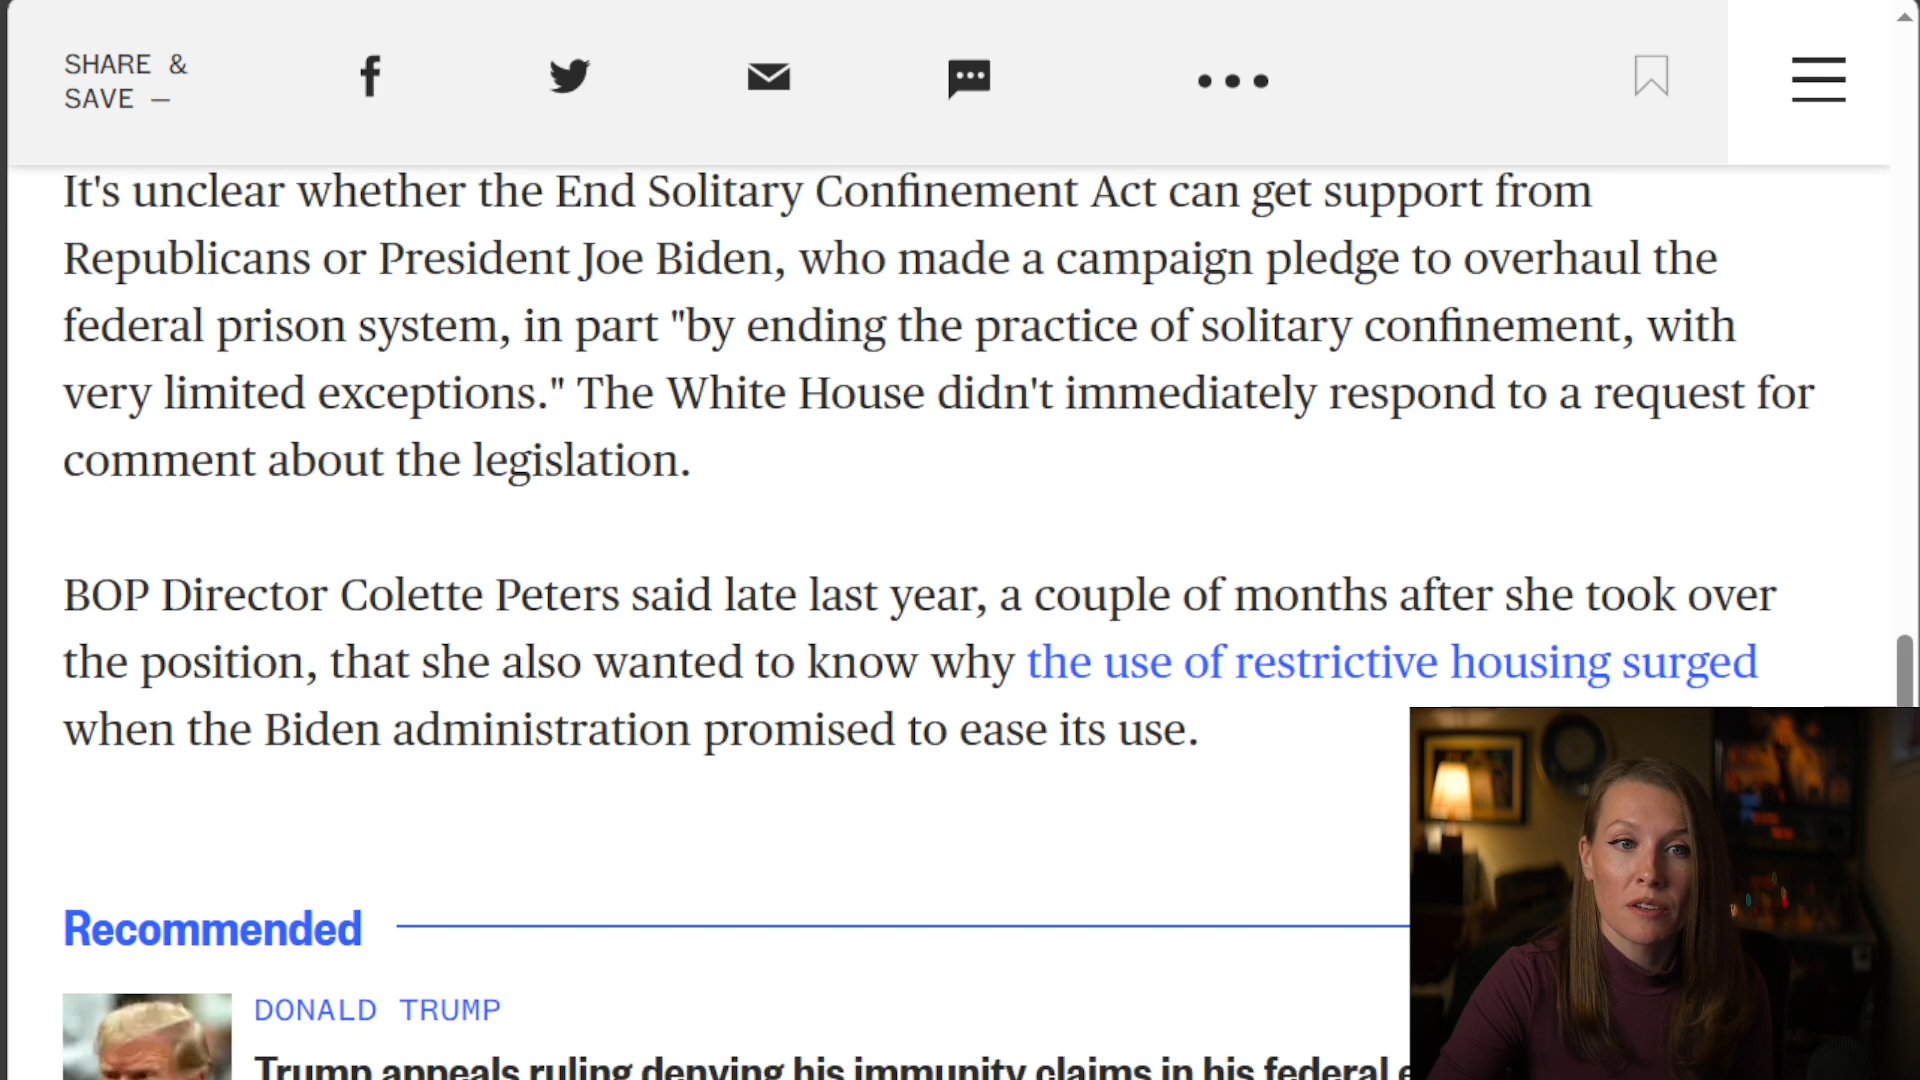 SHARE &
SAVE —
It's unclear whether the End Solitary Confinement Act can get support from
Republicans or President Joe Biden, who made a campaign pledge to overhaul the
federal prison system, in part "by ending the practice of solitary confinement, with
very limited exceptions." The White House didn't immediately respond to a request for
comment about the legislation.
BOP Director Colette Peters said late last year, a couple of months after she took over
the position, that she also wanted to know why the use of restrictive housing surged
when the Biden administration promised to ease its use.
Recommended
DONALD TRUMP
Trump appeals ruling denying his immunity claims in his federal